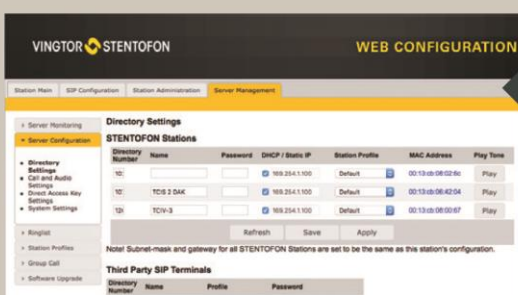 VINGTOR STENTOFON
WEB CONFIGURATION
Station Main SIP Configuration Station Administration Server Management
Directory Settings
› Server Monitoring
STENTOFON Stations
Server Configuration
Directory Number Name Password DHCP / Static IP Station Profile MAC Address Play Tone
• Directory Settings
• Call and Audio Settings
• Direct Access Key Settings
• System Settings
169.254.1.100 Default 00:13:cb:08:02:6c Play
TCIS 2 DAK 169.254.1.100 Default 00:13:cb:08:42:04 Play
TCIV-3 169.254.1.100 Default 00:13:cb:08:00:67 Play
Refresh Save Apply
› Ringlist
› Station Profiles
› Group Call
› Software Upgrade
Note! Subnet-mask and gateway for all STENTOFON Stations are set to be the same as this station's configuration.
Third Party SIP Terminals
Directory Number Name Profile Password